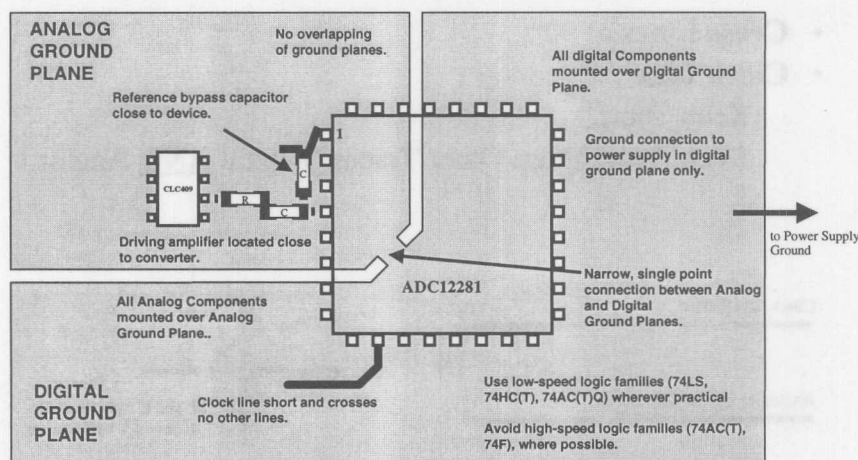 ANALOG
GROUND
PLANE
No overlapping
of ground planes.
All digital Components
mounted over Digital Ground
Plane.
Reference bypass capacitor
close to device.
1
Ground connection to
power supply in digital
ground plane only.
CLC409
C
R
C
to Power Supply
Ground
Driving amplifier located close
to converter.
ADC12281
Narrow, single point
connection between Analog
and Digital
Ground Planes.
All Analog Components
mounted over Analog
Ground Plane..
DIGITAL
GROUND
PLANE
Clock line short and crosses
no other lines.
Use low-speed logic families (74LS,
74HC(T), 74AC(T)Q) wherever practical
Avoid high-speed logic families (74AC(T),
74F), where possible.